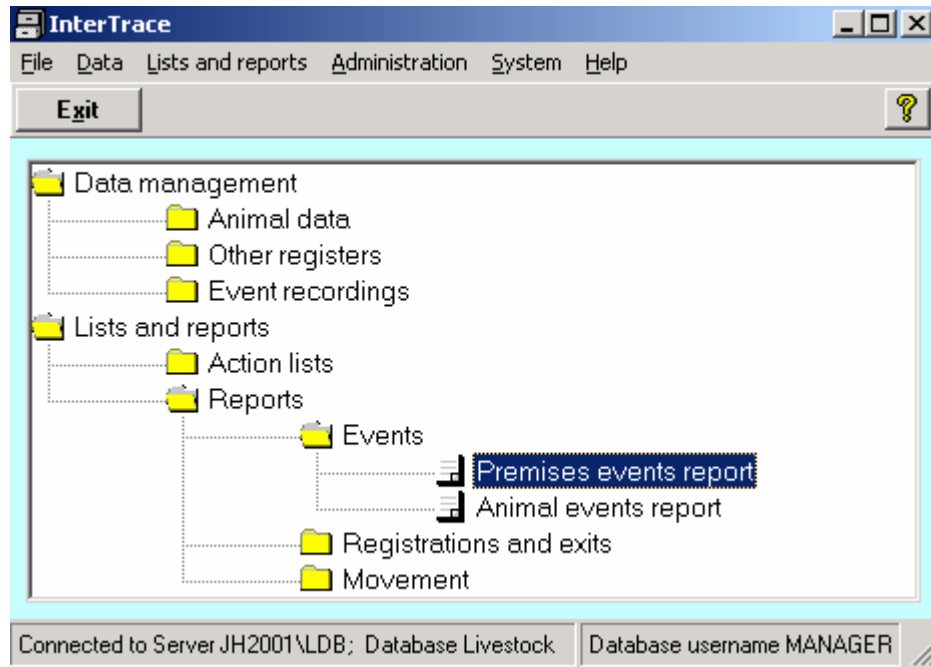 InterTrace
File Data Lists and reports Administration System Help
Exit ?
Data management
Animal data
Other registers
Event recordings
Lists and reports
Action lists
Reports
Events
Premises events report
Animal events report
Registrations and exits
Movement
Connected to Server JH2001\LDB; Database Livestock Database username MANAGER